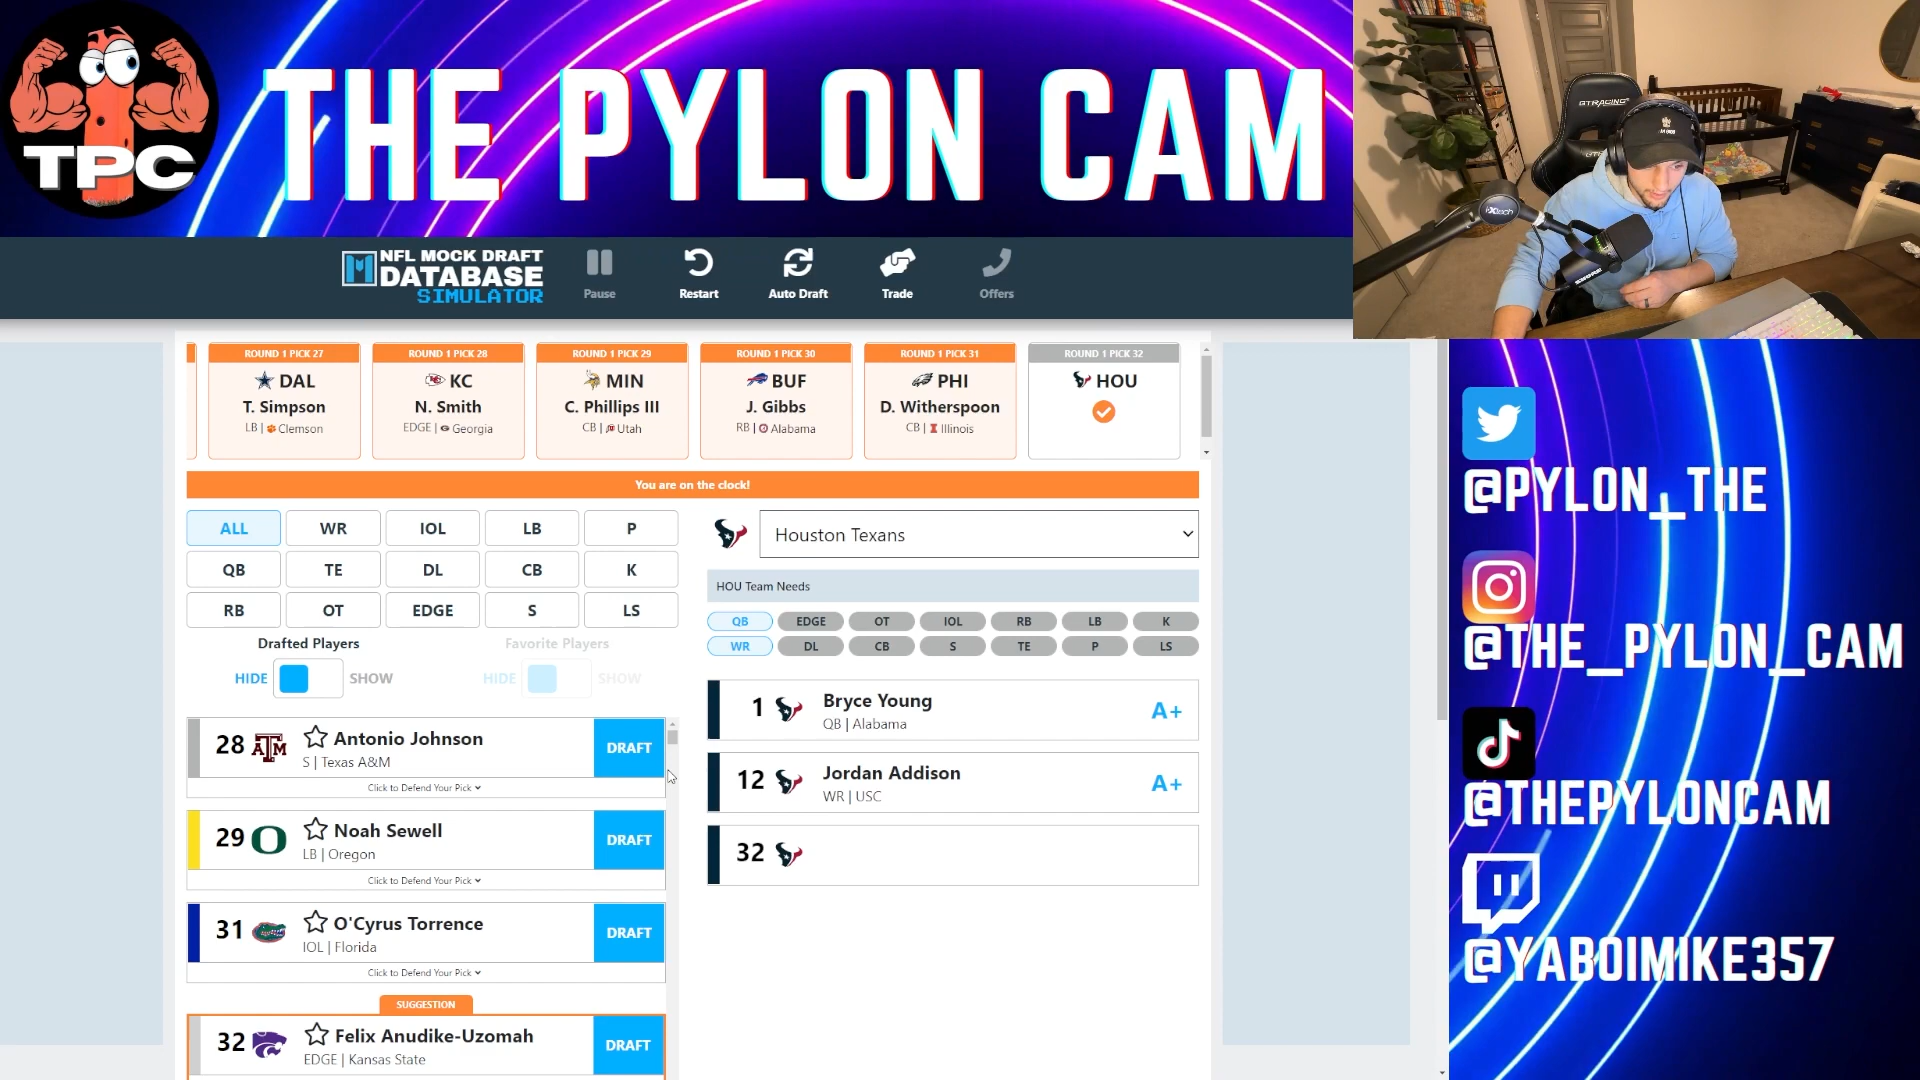 TPC
THE PYLON CAM
GTRACING
NFL MOCK DRAFT
DATABASE
SIMULATOR
Pause
Restart
Auto Draft
Trade
Offers
ROUND 1 PICK 27
DAL
T. Simpson
LB | Clemson
ROUND 1 PICK 28
KC
N. Smith
EDGE | Georgia
ROUND 1 PICK 29
MIN
C. Phillips III
CB | Utah
ROUND 1 PICK 30
BUF
J. Gibbs
RB | Alabama
ROUND 1 PICK 31
PHI
D. Witherspoon
CB | Illinois
ROUND 1 PICK 32
HOU
You are on the clock!
ALL WR IOL LB P
QB TE DL CB K
RB OT EDGE S LS
Drafted Players
HIDE SHOW
Favorite Players
HIDE SHOW
28 Antonio Johnson
S | Texas A&M
DRAFT
Click to Defend Your Pick
29 Noah Sewell
LB | Oregon
DRAFT
Click to Defend Your Pick
31 O'Cyrus Torrence
IOL | Florida
DRAFT
Click to Defend Your Pick
SUGGESTION
32 Felix Anudike-Uzomah
EDGE | Kansas State
DRAFT
Houston Texans
HOU Team Needs
QB EDGE OT IOL RB LB K
WR DL CB S TE P LS
1 Bryce Young
QB | Alabama
A+
12 Jordan Addison
WR | USC
A+
32
@PYLON_THE
@THE_PYLON_CAM
@THEPYLONCAM
@YABOIMIKE357